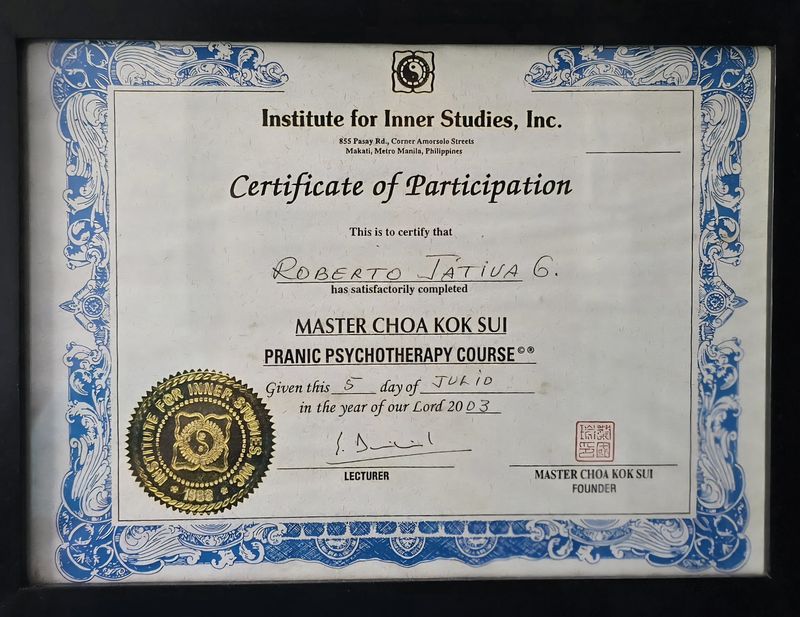 Institute for Inner Studies, Inc.
855 Pasay Rd., Corner Amorsolo Streets
Makati, Metro Manila, Philippines
Certificate of Participation
This is to certify that
ROBERTO JÁTIVA G.
has satisfactorily completed
MASTER CHOA KOK SUI
PRANIC PSYCHOTHERAPY COURSE©®
Given this 5 day of JULIO
in the year of our Lord 2003
INSTITUTE FOR INNER STUDIES INC
1988
LECTURER
MASTER CHOA KOK SUI
FOUNDER